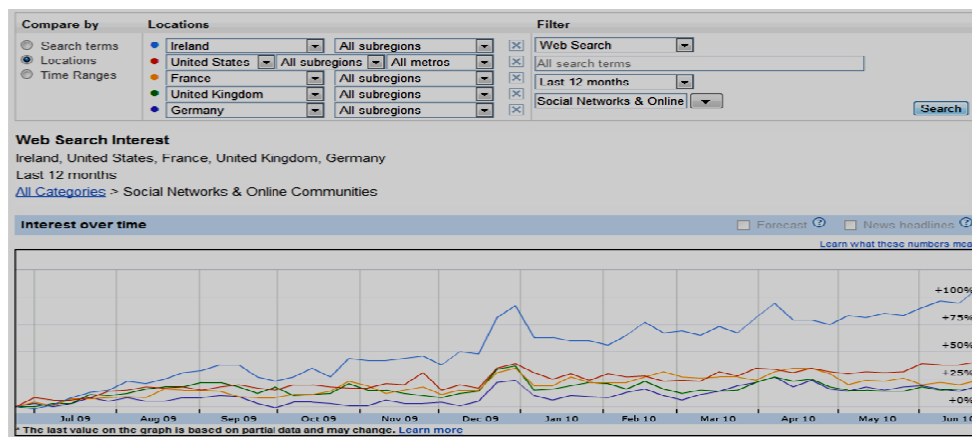 Compare by Locations Filter
Search terms Ireland All subregions Web Search
Locations United States All subregions All metros All search terms
Time Ranges France All subregions Last 12 months
United Kingdom All subregions Social Networks & Online
Germany All subregions Search
Web Search Interest
Ireland, United States, France, United Kingdom, Germany
Last 12 months
All Categories > Social Networks & Online Communities
Interest over time Forecast ? News headlines ?
Learn what these numbers mea
+100%
+75%
+50%
+25%
+0%
Jul 09 Aug 09 Sep 09 Oct 09 Nov 09 Dec 09 Jan 10 Feb 10 Mar 10 Apr 10 May 10 Jun 10
* The last value on the graph is based on partial data and may change. Learn more